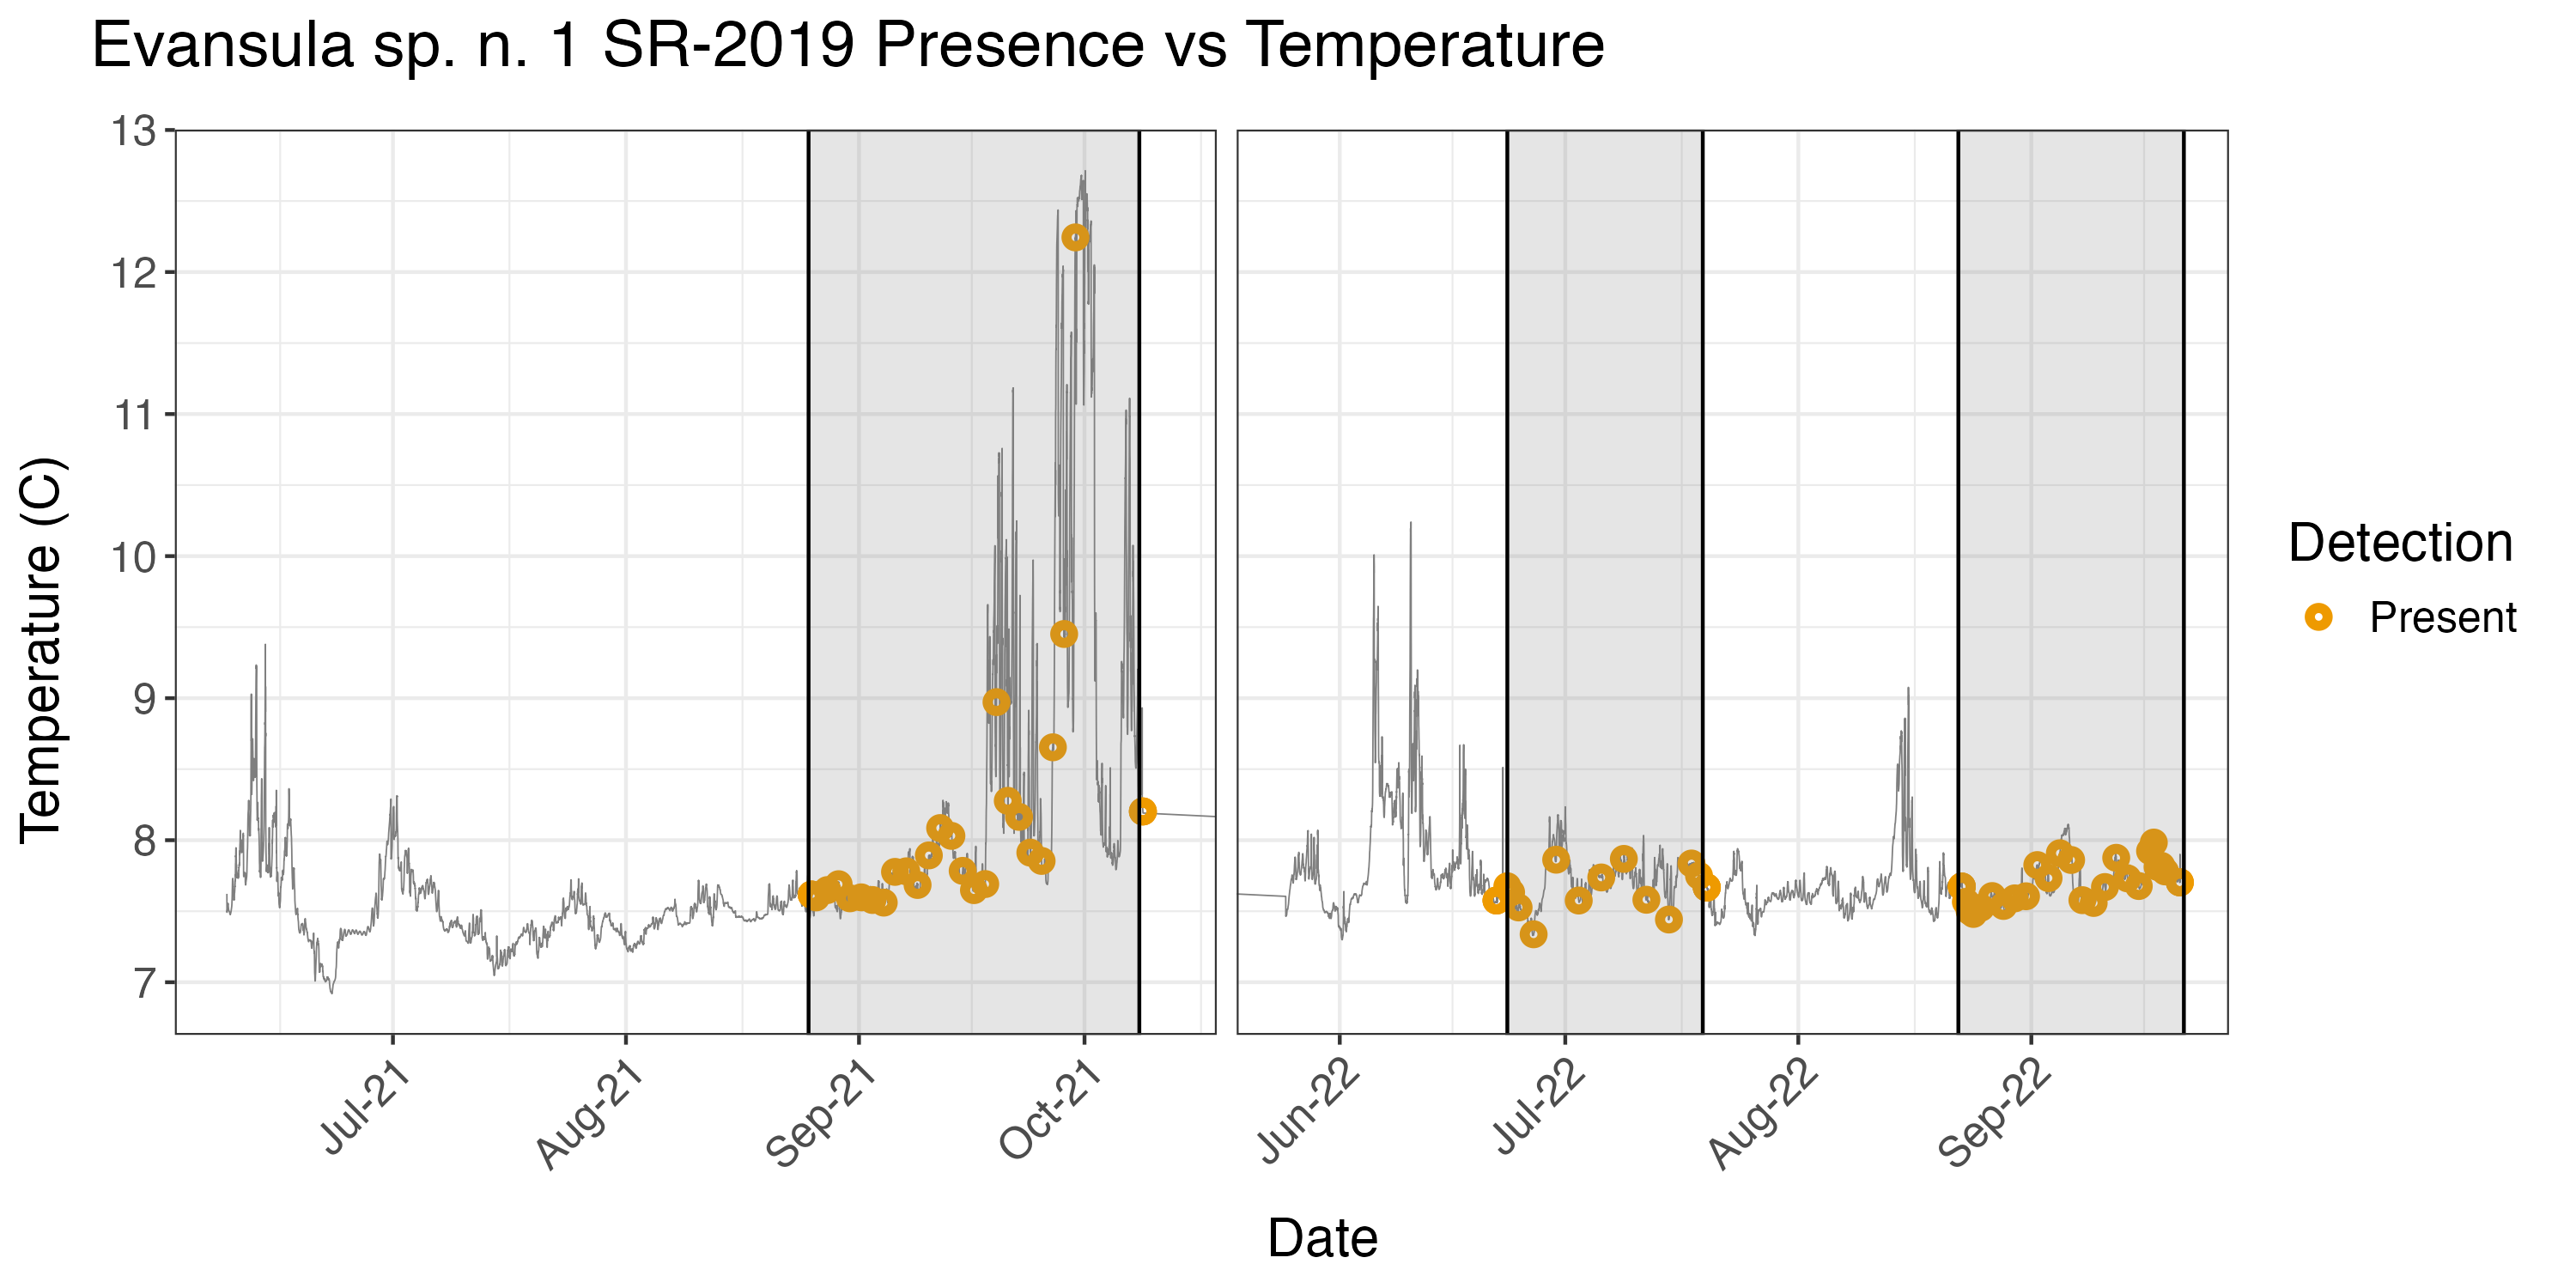 Evansula sp. n. 1 SR-2019 Presence vs Temperature
13
12
11
10
9
8
7
Temperature (C)
Jul-21
Aug-21
Sep-21
Oct-21
Jun-22
Jul-22
Aug-22
Sep-22
Date
Detection
Present